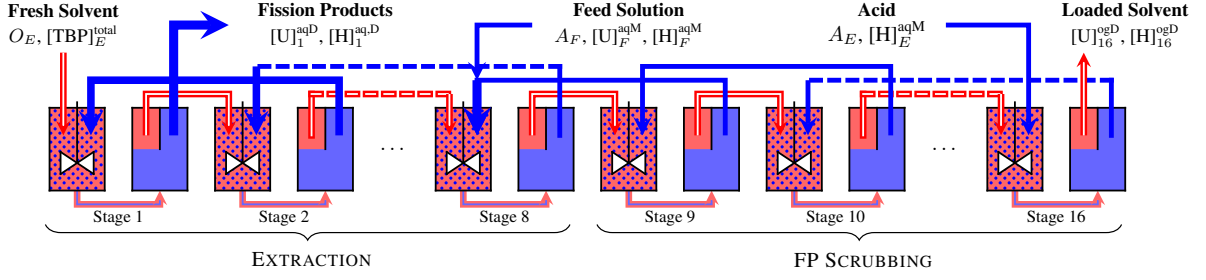 Fresh Solvent Fission Products Feed Solution Acid Loaded Solvent
O_E, [TBP]_E^total [U]_1^aqD, [H]_1^aq,D A_F, [U]_F^aqM, [H]_F^aqM A_E, [H]_E^aqM [U]_16^ogD, [H]_16^ogD
... ...
Stage 1 Stage 2 Stage 8 Stage 9 Stage 10 Stage 16
EXTRACTION FP SCRUBBING